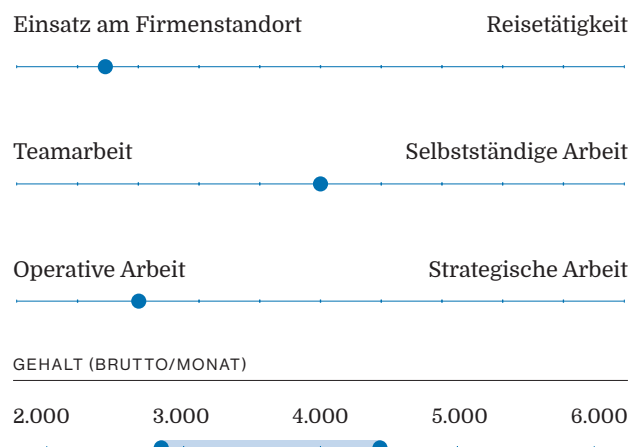 Einsatz am Firmenstandort Reisetätigkeit
Teamarbeit Selbstständige Arbeit
Operative Arbeit Strategische Arbeit
GEHALT (BRUTTO/MONAT)
2.000 3.000 4.000 5.000 6.000